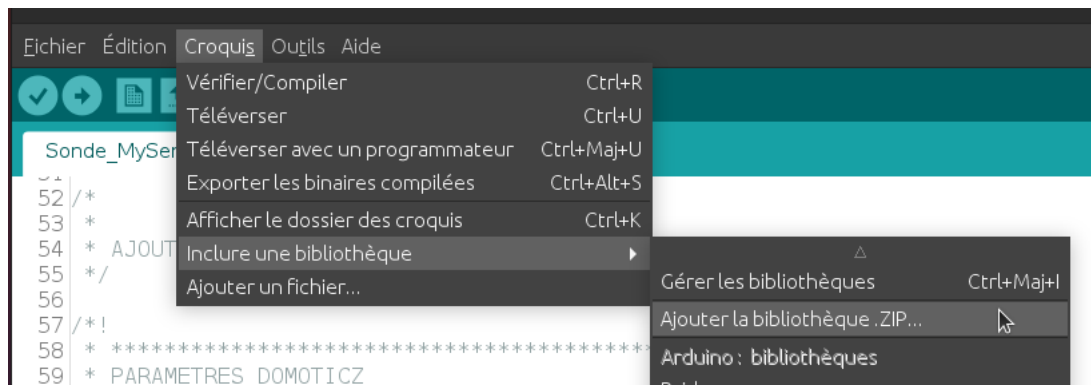 Fichier Édition Croquis Outils Aide
Vérifier/Compiler Ctrl+R
Téléverser Ctrl+U
Sonde_MySer
Téléverser avec un programmateur Ctrl+Maj+U
Exporter les binaires compilées Ctrl+Alt+S
52 /*
Afficher le dossier des croquis Ctrl+K
53 *
54 * AJOUT
Inclure une bibliothèque
55 */
Gérer les bibliothèques Ctrl+Maj+I
Ajouter un fichier...
56
57 /*!
Ajouter la bibliothèque .ZIP...
58 * *****************************************
Arduino : bibliothèques
59 * PARAMETRES DOMOTICZ